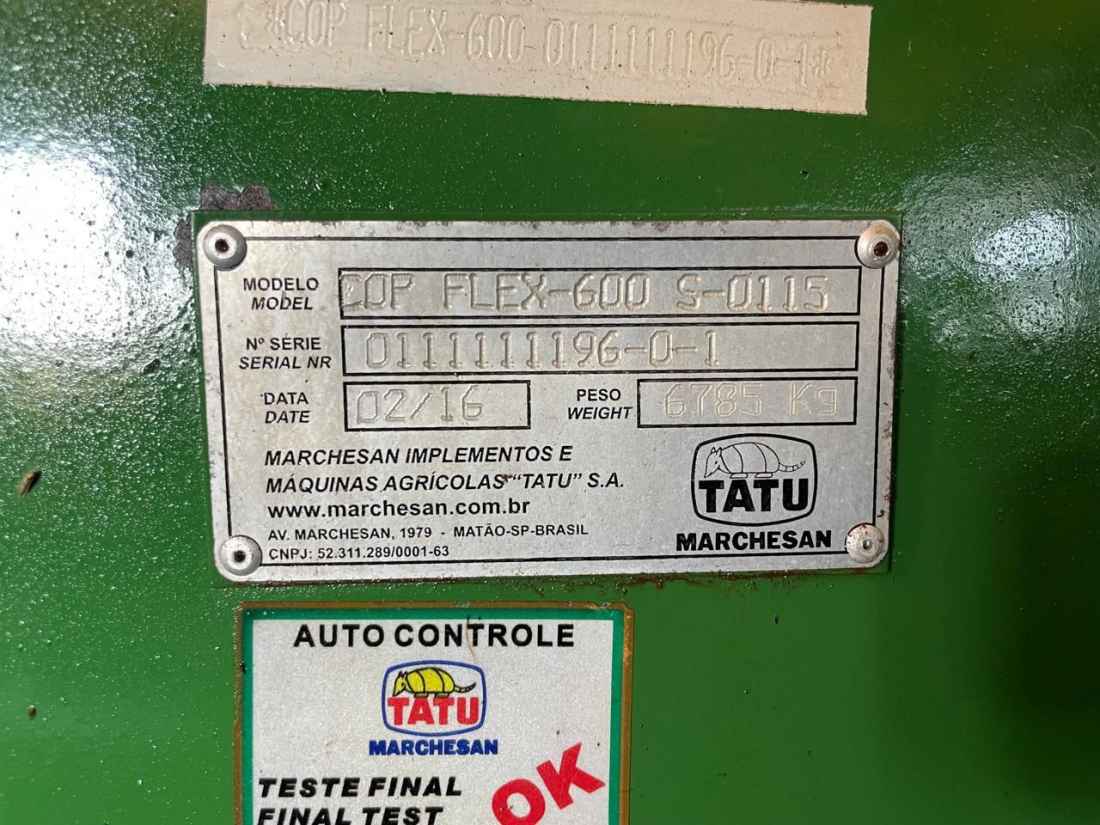 *COP FLEX-600-0111111196-0-1*
MODELO
MODEL
COP FLEX-600 S-0115
Nº SÉRIE
SERIAL NR
0111111196-0-1
DATA
DATE
02/16
PESO
WEIGHT
6785 Kg
MARCHESAN IMPLEMENTOS E
MÁQUINAS AGRÍCOLAS "TATU" S.A.
www.marchesan.com.br
AV. MARCHESAN, 1979 - MATÃO-SP-BRASIL
CNPJ: 52.311.289/0001-63
TATU
MARCHESAN
AUTO CONTROLE
TATU
MARCHESAN
TESTE FINAL
FINAL TEST
OK